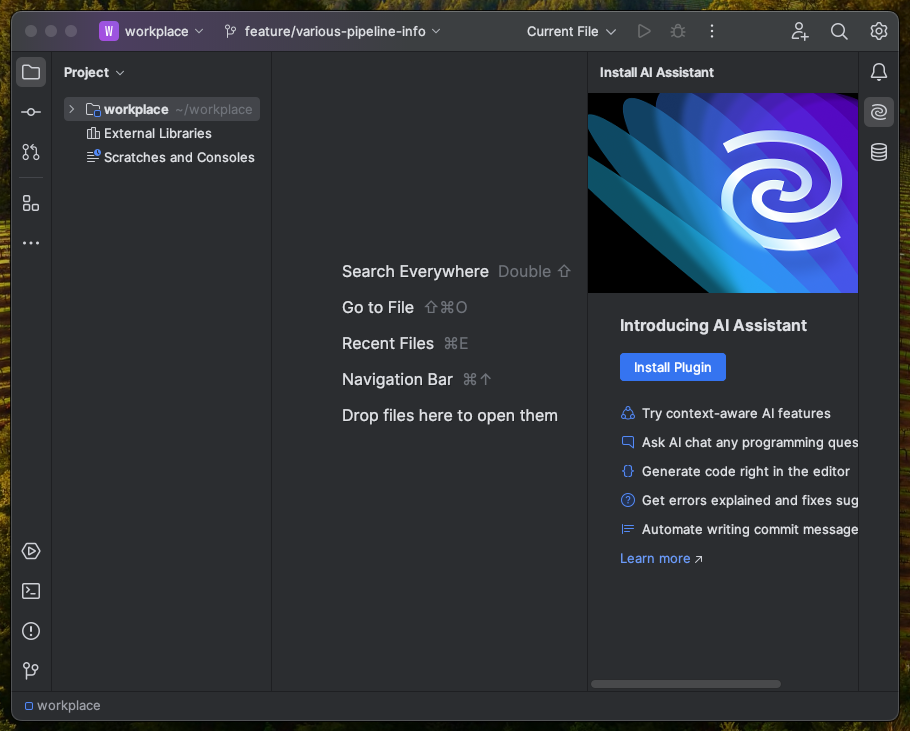 W workplace feature/various-pipeline-info Current File
Project
Install AI Assistant
workplace ~/workplace
External Libraries
Scratches and Consoles
Search Everywhere Double ⇧
Go to File ⇧⌘O
Recent Files ⌘E
Navigation Bar ⌘↑
Drop files here to open them
Introducing AI Assistant
Install Plugin
Try context-aware AI features
Ask AI chat any programming ques
Generate code right in the editor
Get errors explained and fixes sug
Automate writing commit message
Learn more ↗
workplace